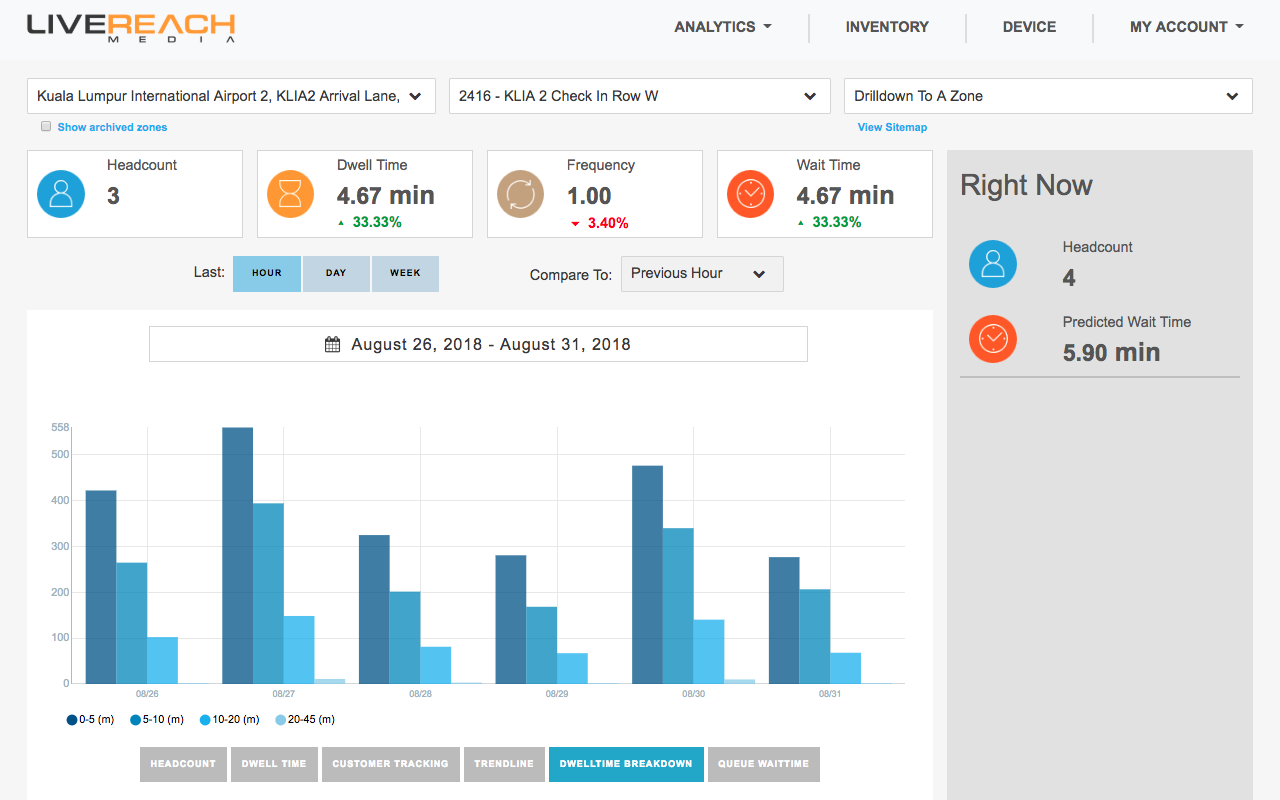 LIVEREACH
MEDIA
ANALYTICS
INVENTORY
DEVICE
MY ACCOUNT
Kuala Lumpur International Airport 2, KLIA2 Arrival Lane,
2416 - KLIA 2 Check In Row W
Drilldown To A Zone
Show archived zones
View Sitemap
Headcount
3
Dwell Time
4.67 min
33.33%
Frequency
1.00
3.40%
Wait Time
4.67 min
33.33%
Right Now
Headcount
4
Predicted Wait Time
5.90 min
Last:
HOUR
DAY
WEEK
Compare To:
Previous Hour
August 26, 2018 - August 31, 2018
558
500
400
300
200
100
0
08/26
08/27
08/28
08/29
08/30
08/31
0-5 (m)
5-10 (m)
10-20 (m)
20-45 (m)
HEADCOUNT
DWELL TIME
CUSTOMER TRACKING
TRENDLINE
DWELLTIME BREAKDOWN
QUEUE WAITTIME